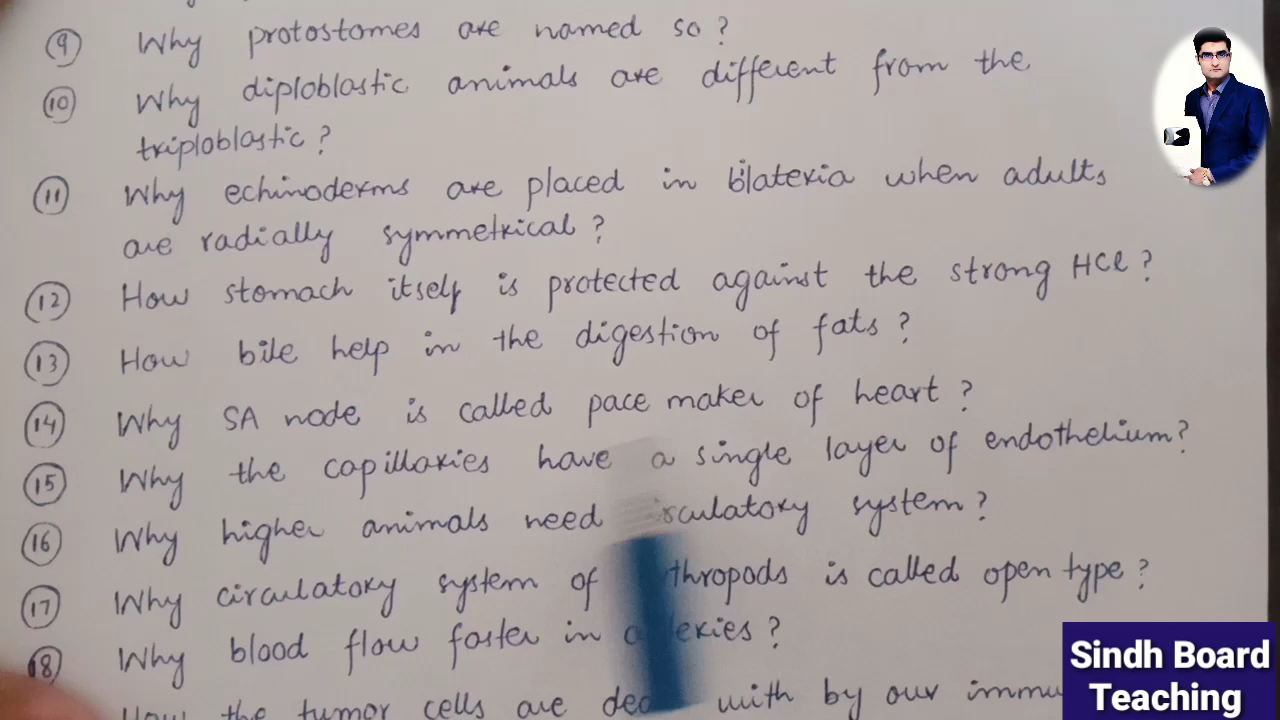 9 Why protostomes are named so?
10 Why diploblastic animals are different from the
triploblastic?
11 Why echinoderms are placed in bilateria when adults
are radially symmetrical?
12 How stomach itself is protected against the strong HCl?
13 How bile help in the digestion of fats?
14 Why SA node is called pace maker of heart?
15 Why the capillaries have a single layer of endothelium?
16 Why higher animals need circulatory system?
17 Why circulatory system of arthropods is called open type?
18 Why blood flow faster in arteries?
How the tumor cells are with by our
Sindh Board
Teaching